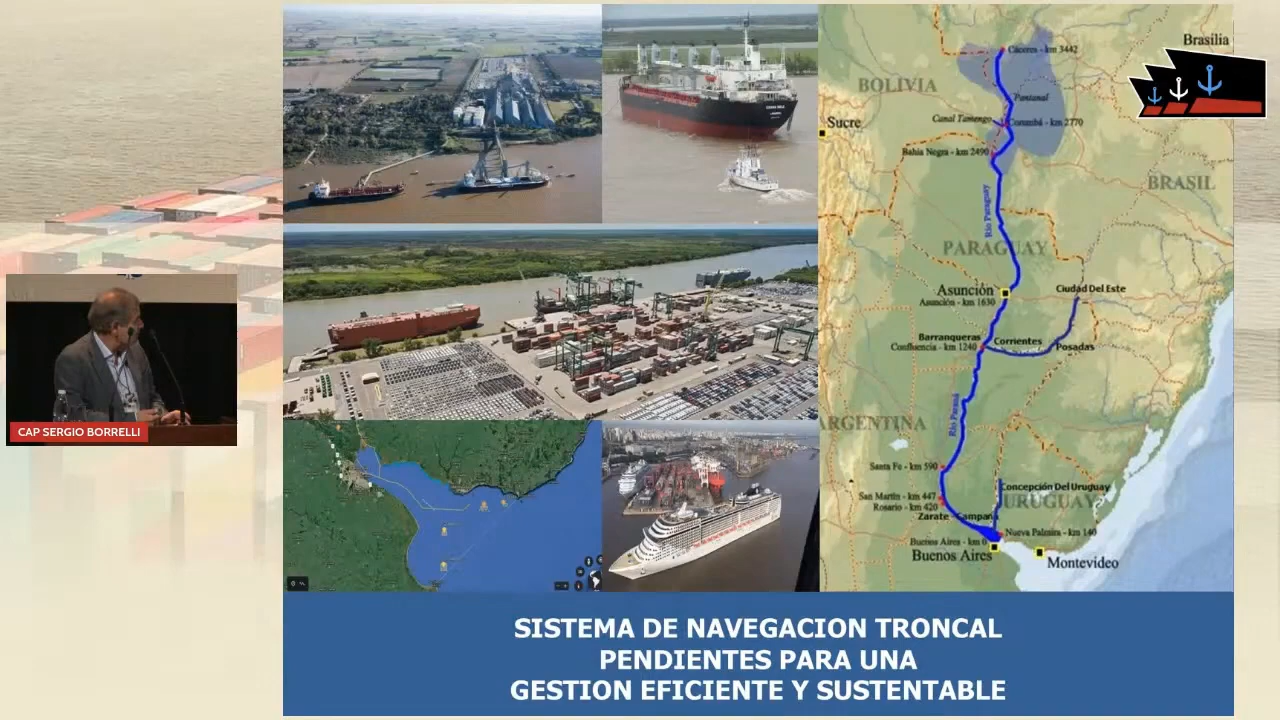 CAP SERGIO BORRELLI
Cáceres - km 3442
Brasilia
BOLIVIA
Pantanal
Canal Tamengo
Corumbá - km 2770
Sucre
Bahía Negra - km 2490
BRASIL
Río Paraguay
PARAGUAY
Asunción
Asunción - km 1630
Ciudad Del Este
Barranqueras
Corrientes
Confluencia - km 1240
Posadas
Río Paraná
ARGENTINA
Santa Fe - km 590
Concepción Del Uruguay
San Martín - km 447
URUGUAY
Rosario - km 420
Zarate - Campana
Nueva Palmira - km 140
Buenos Aires - km 0
Buenos Aires
Montevideo
SISTEMA DE NAVEGACION TRONCAL
PENDIENTES PARA UNA
GESTION EFICIENTE Y SUSTENTABLE